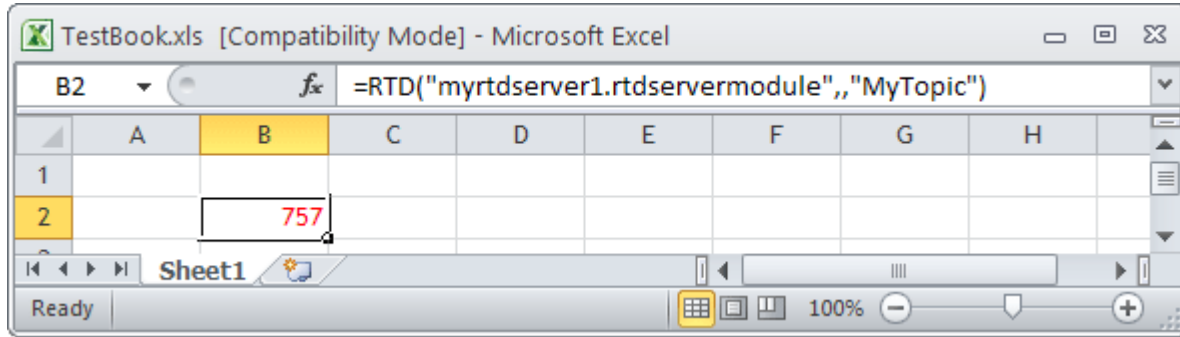 TestBook.xls [Compatibility Mode] - Microsoft Excel
B2 fx =RTD("myrtdserver1.rtdservermodule",,"MyTopic")
A B C D E F G H
1
2 757
Sheet1
Ready 100%